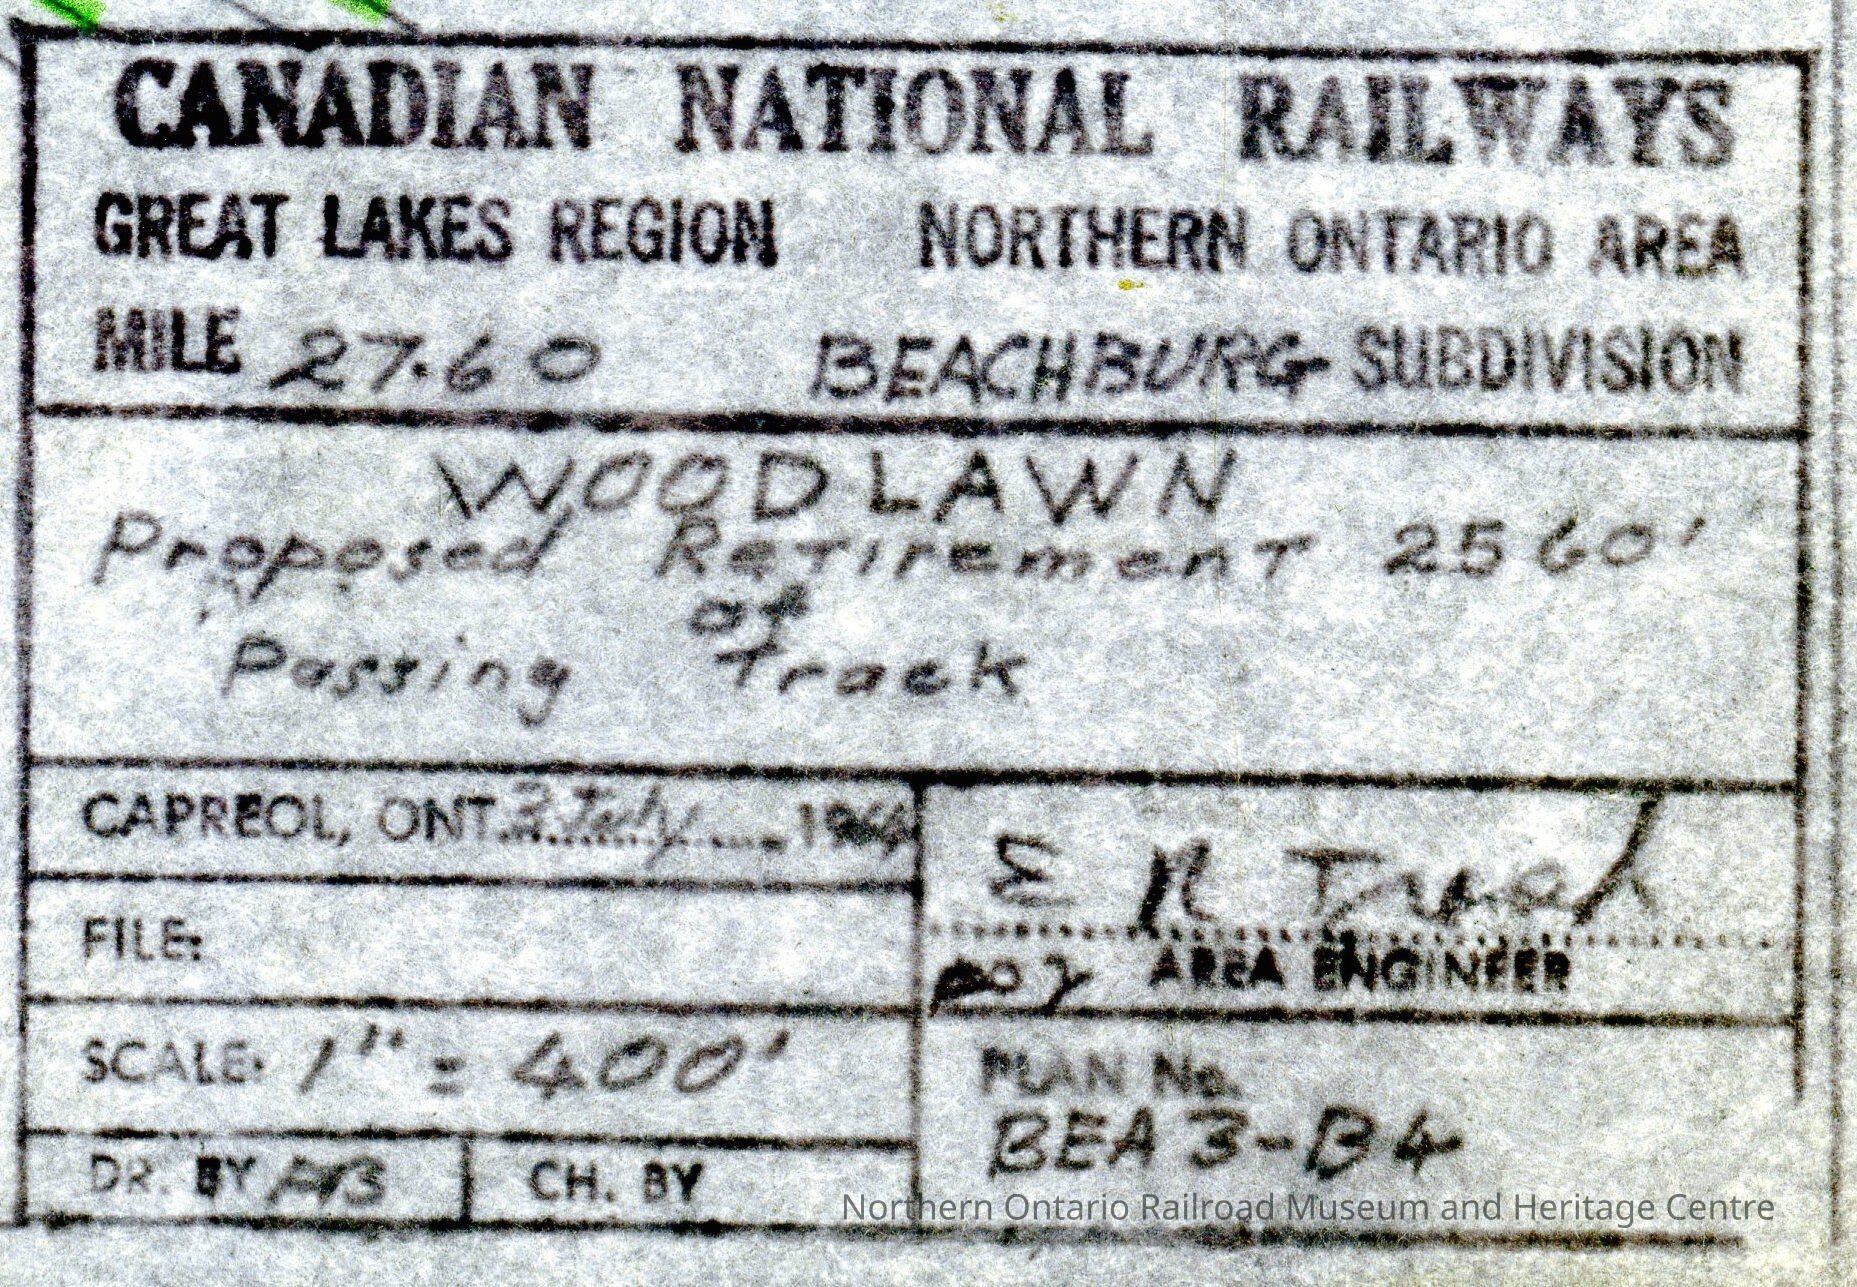 CANADIAN NATIONAL RAILWAYS
GREAT LAKES REGION NORTHERN ONTARIO AREA
MILE 27.60 BEACHBURG SUBDIVISION
WOODLAWN
Proposed Retirement 2560'
of
Passing Track
CAPREOL, ONT. 3 July
FILE:
SCALE: 1" = 400'
DR. BY
CH. BY
E R
AREA ENGINEER
PLAN No.
BEA 3-B4
Northern Ontario Railroad Museum and Heritage Centre